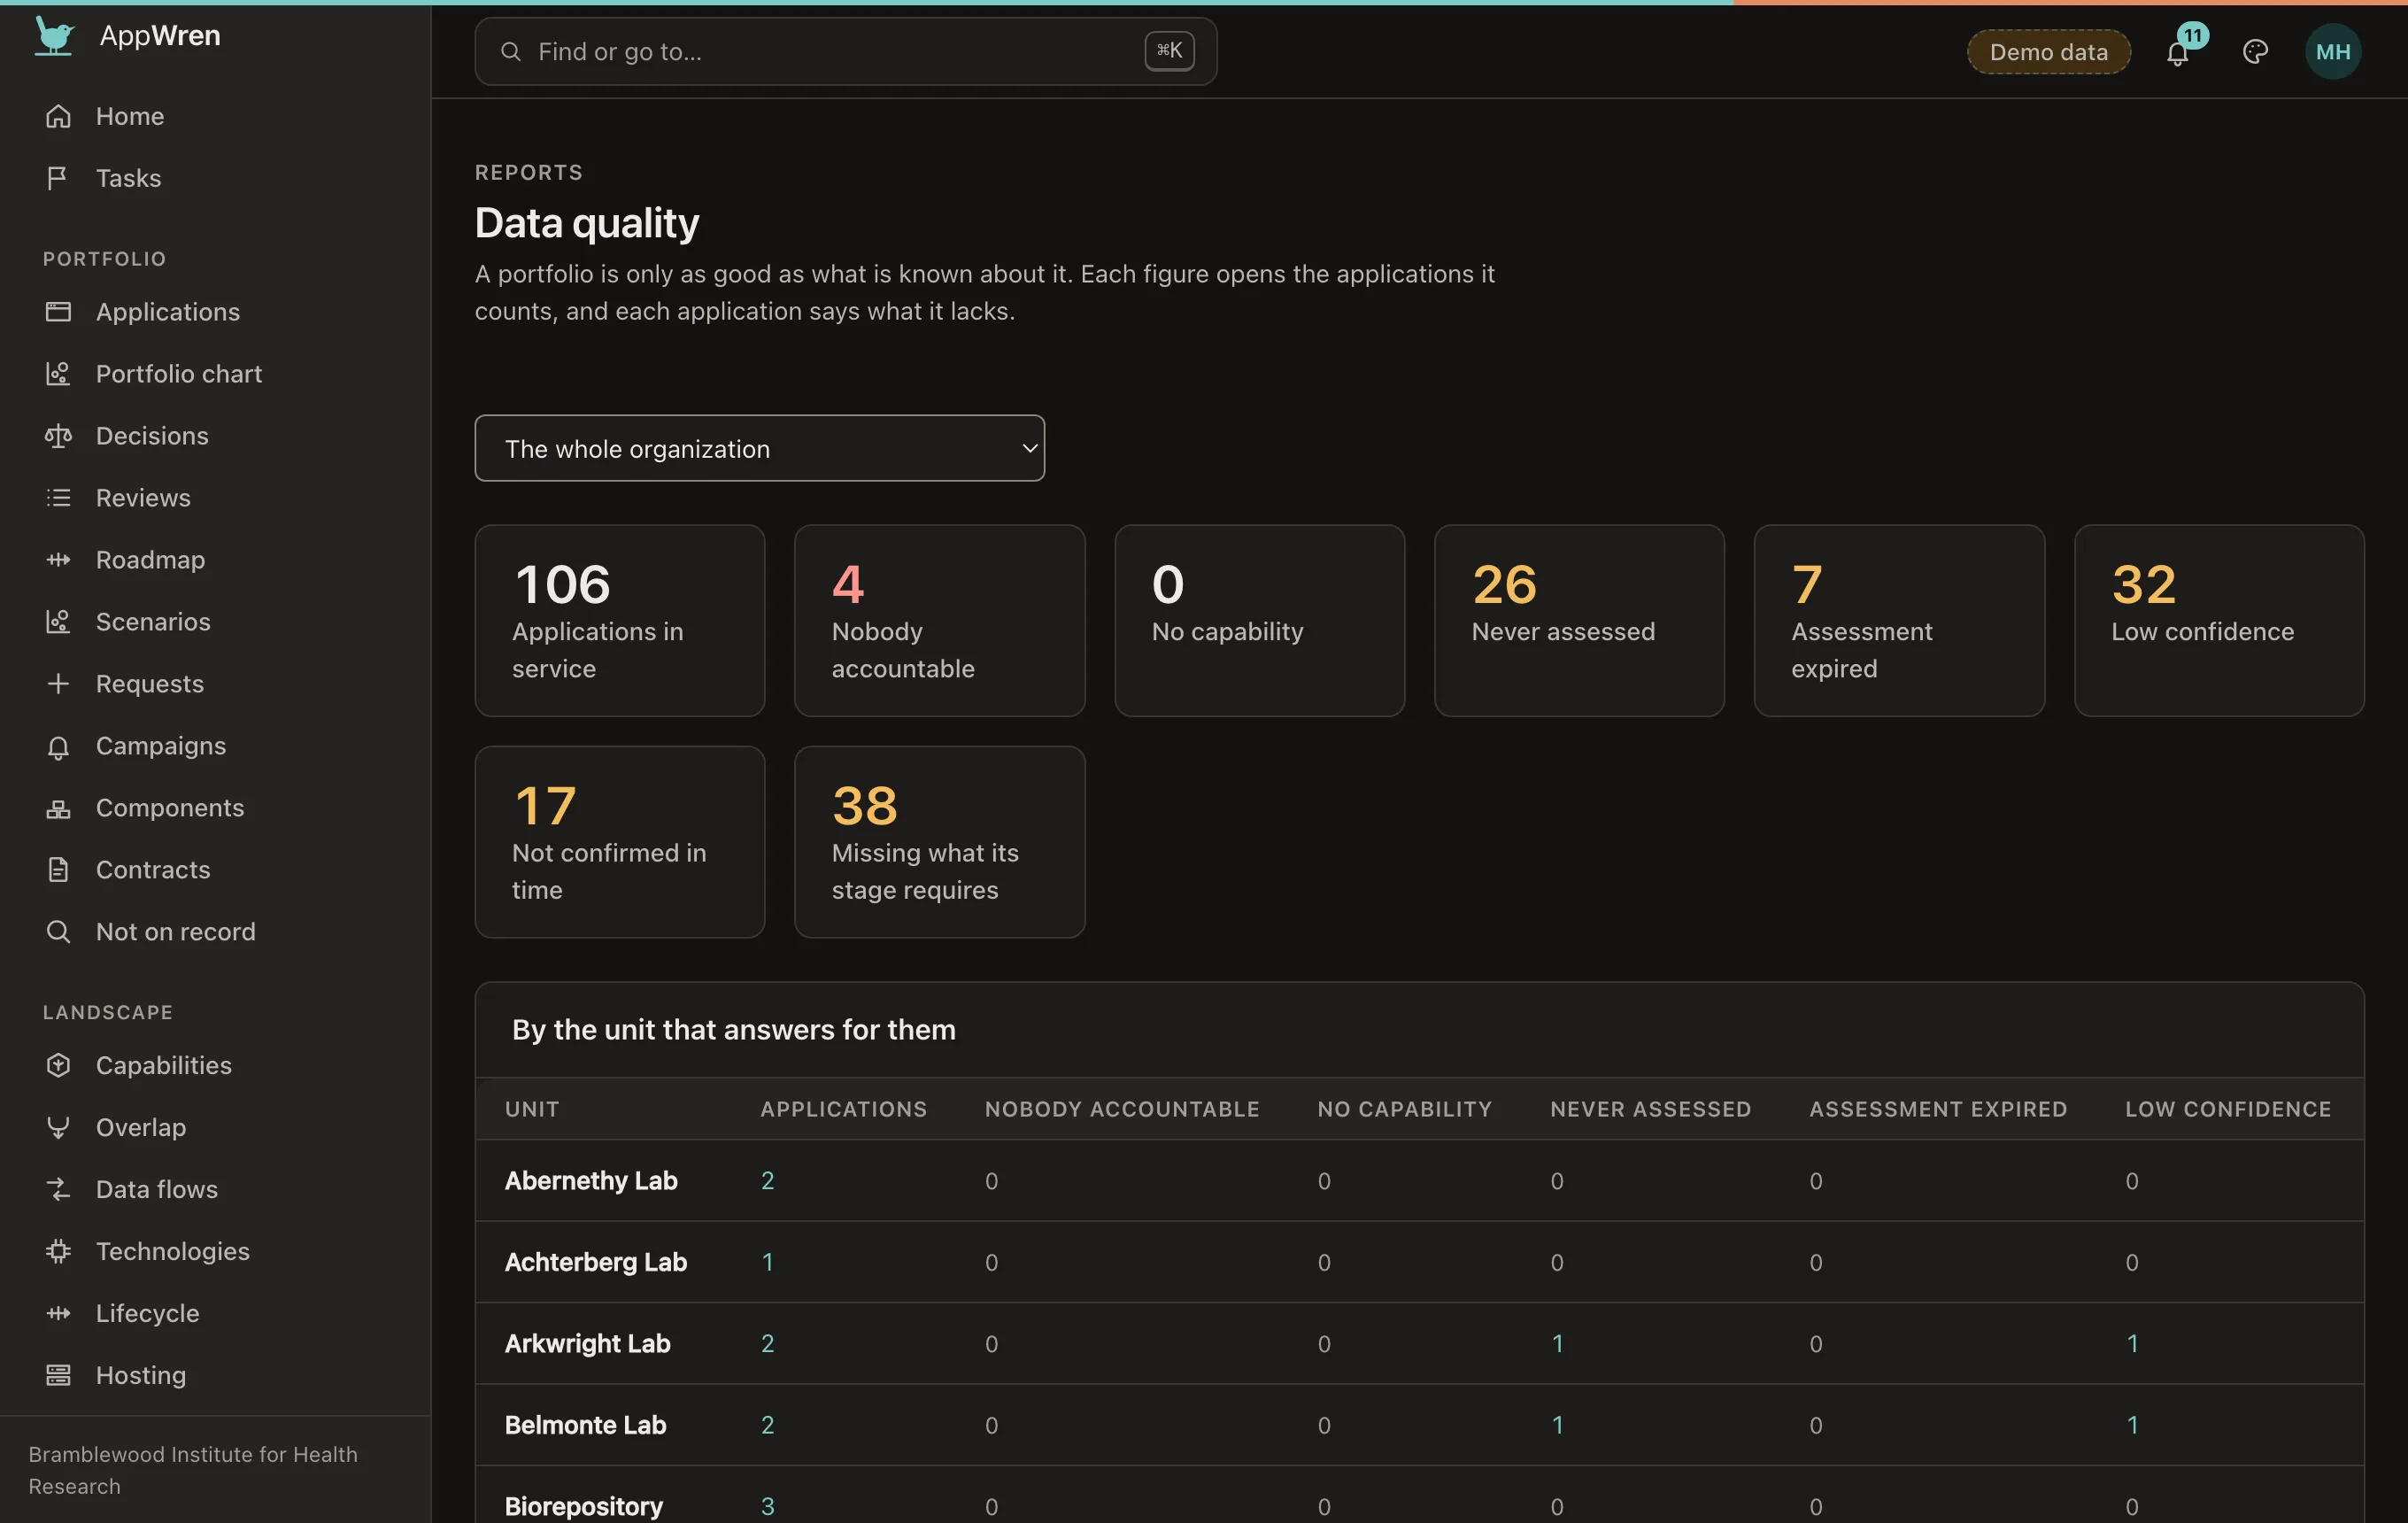 AppWren
Find or go to...
⌘K
Demo data
11
MH
Home
Tasks
PORTFOLIO
Applications
Portfolio chart
Decisions
Reviews
Roadmap
Scenarios
Requests
Campaigns
Components
Contracts
Not on record
LANDSCAPE
Capabilities
Overlap
Data flows
Technologies
Lifecycle
Hosting
Bramblewood Institute for Health
Research
REPORTS
Data quality
A portfolio is only as good as what is known about it. Each figure opens the applications it
counts, and each application says what it lacks.
The whole organization
106
Applications in
service
4
Nobody
accountable
0
No capability
26
Never assessed
7
Assessment
expired
32
Low confidence
17
Not confirmed in
time
38
Missing what its
stage requires
By the unit that answers for them
UNIT APPLICATIONS NOBODY ACCOUNTABLE NO CAPABILITY NEVER ASSESSED ASSESSMENT EXPIRED LOW CONFIDENCE
Abernethy Lab 2 0 0 0 0 0
Achterberg Lab 1 0 0 0 0 0
Arkwright Lab 2 0 0 1 0 1
Belmonte Lab 2 0 0 1 0 1
Biorepository 3 0 0 0 0 0